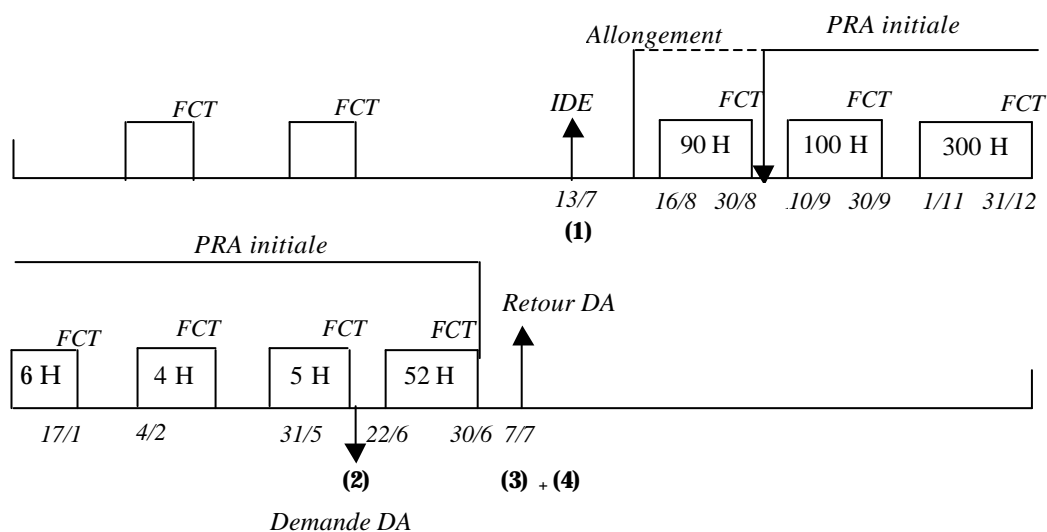 Allongement PRA initiale
FCT FCT IDE FCT FCT FCT
90 H 100 H 300 H
13/7 16/8 30/8 10/9 30/9 1/11 31/12
(1)
PRA initiale
Retour DA
FCT FCT FCT FCT
6 H 4 H 5 H 52 H
17/1 4/2 31/5 22/6 30/6 7/7
(2) (3) + (4)
Demande DA